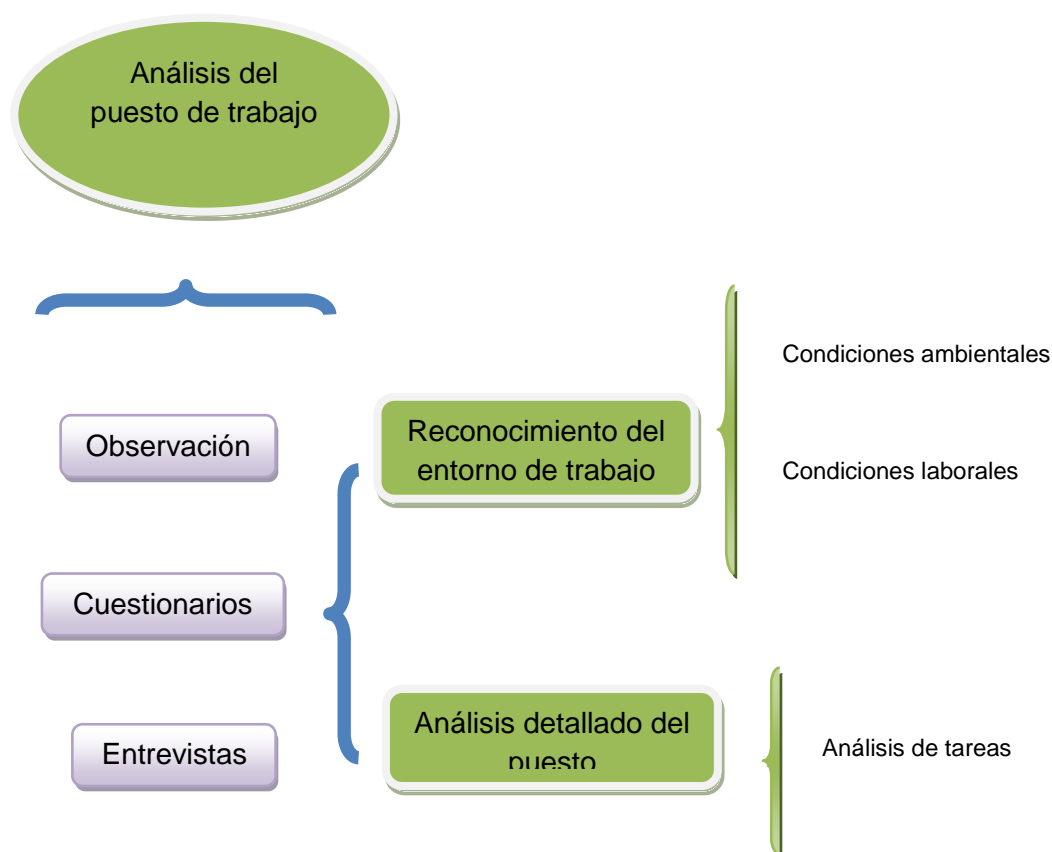 Análisis del
puesto de trabajo
Observación
Cuestionarios
Entrevistas
Reconocimiento del
entorno de trabajo
Condiciones ambientales
Condiciones laborales
Análisis detallado del
puesto
Análisis de tareas